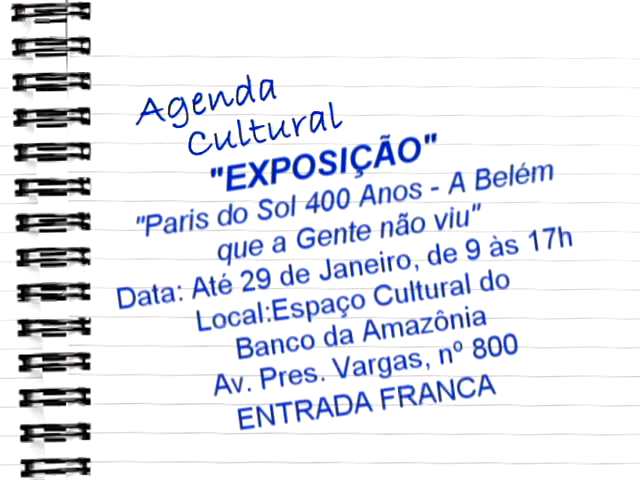 Agenda
Cultural
"EXPOSIÇÃO"
"Paris do Sol 400 Anos - A Belém
que a Gente não viu"
Data: Até 29 de Janeiro, de 9 às 17h
Local:Espaço Cultural do
Banco da Amazônia
Av. Pres. Vargas, nº 800
ENTRADA FRANCA